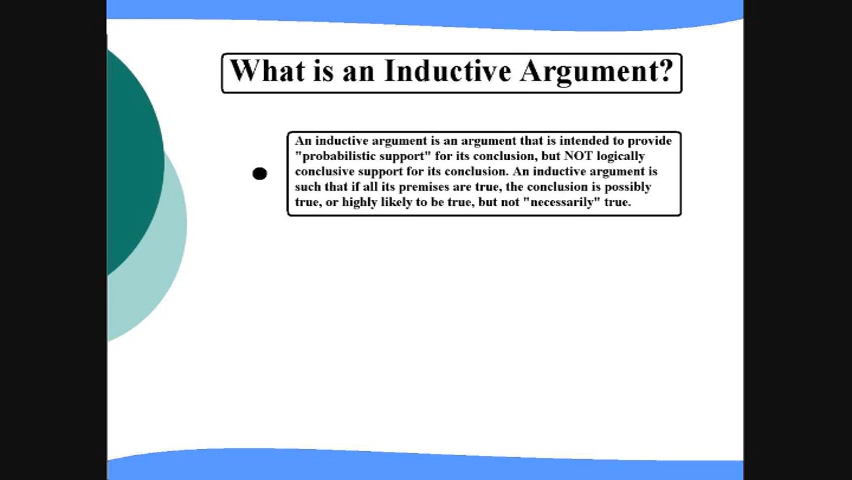 What is an Inductive Argument?
An inductive argument is an argument that is intended to provide
"probabilistic support" for its conclusion, but NOT logically
conclusive support for its conclusion. An inductive argument is
such that if all its premises are true, the conclusion is possibly
true, or highly likely to be true, but not "necessarily" true.